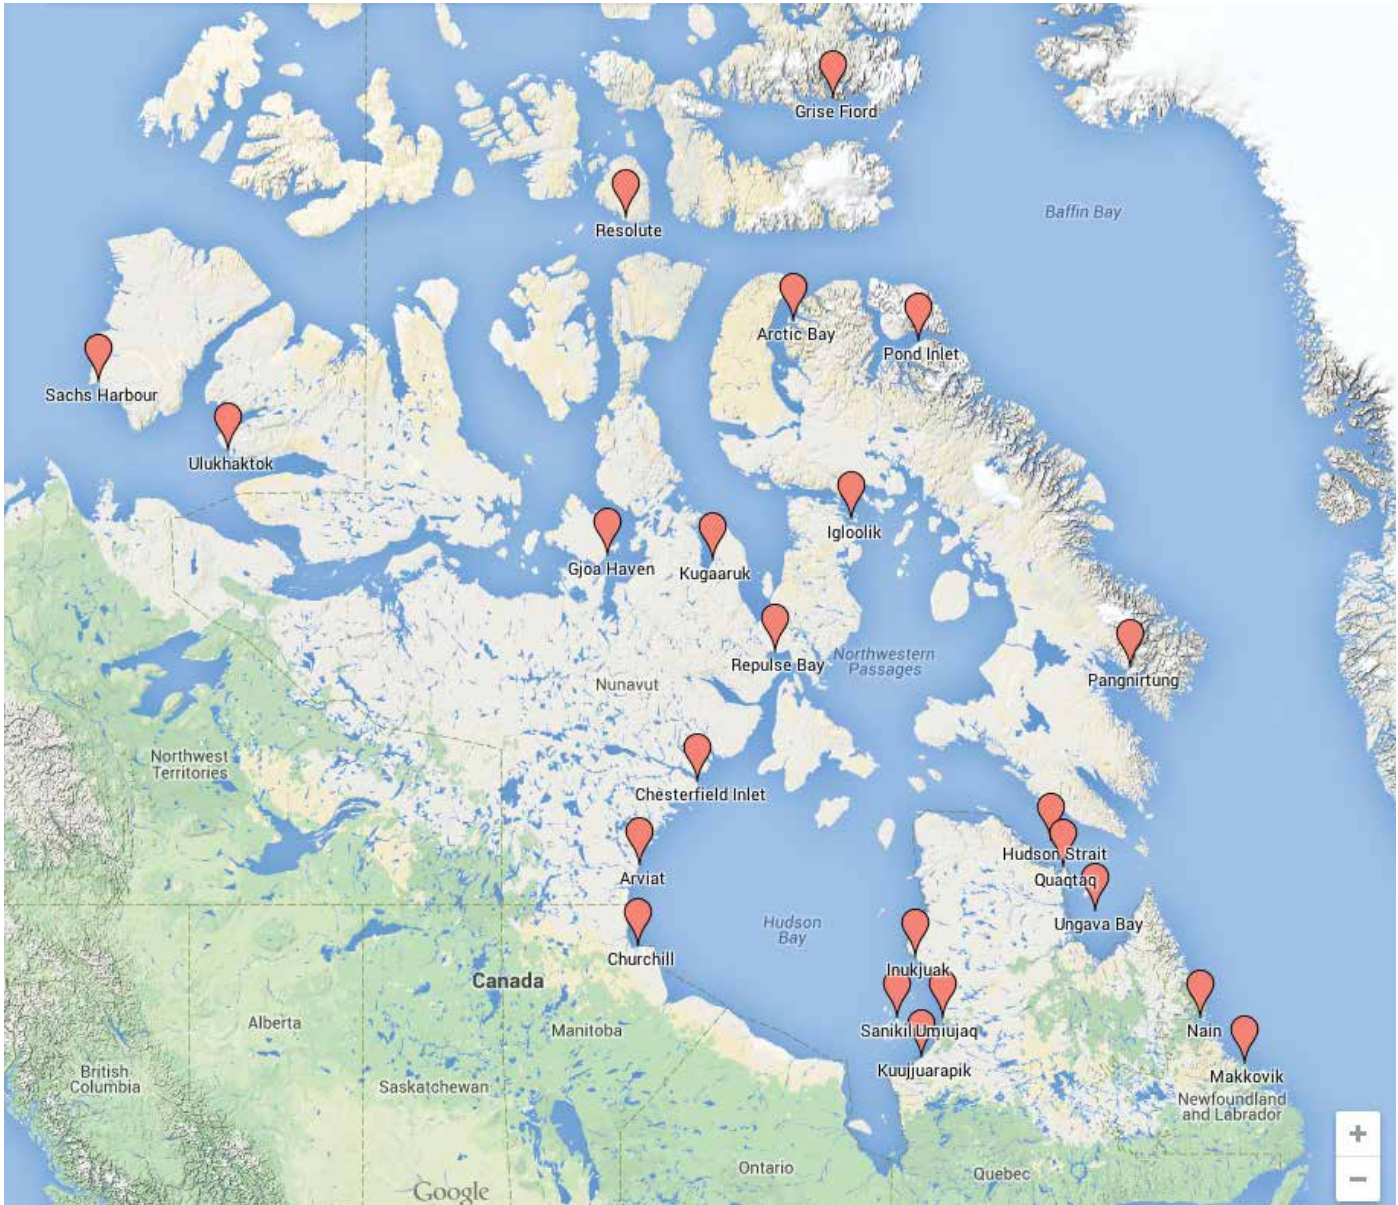 Grise Fiord
Baffin Bay
Resolute
Arctic Bay
Pond Inlet
Sachs Harbour
Ulukhaktok
Igloolik
Gjoa Haven
Kugaaruk
Repulse Bay
Northwestern
Passages
Pangnirtung
Nunavut
Northwest
Territories
Chesterfield Inlet
Hudson Strait
Arviat
Quaqtaq
Ungava Bay
Hudson
Bay
Churchill
Inukjuak
Canada
Alberta
Manitoba
Sanikil
Umiujaq
Nain
Kuujjuarapik
Makkovik
British
Columbia
Saskatchewan
Newfoundland
and Labrador
+
Ontario
Quebec
−
Google